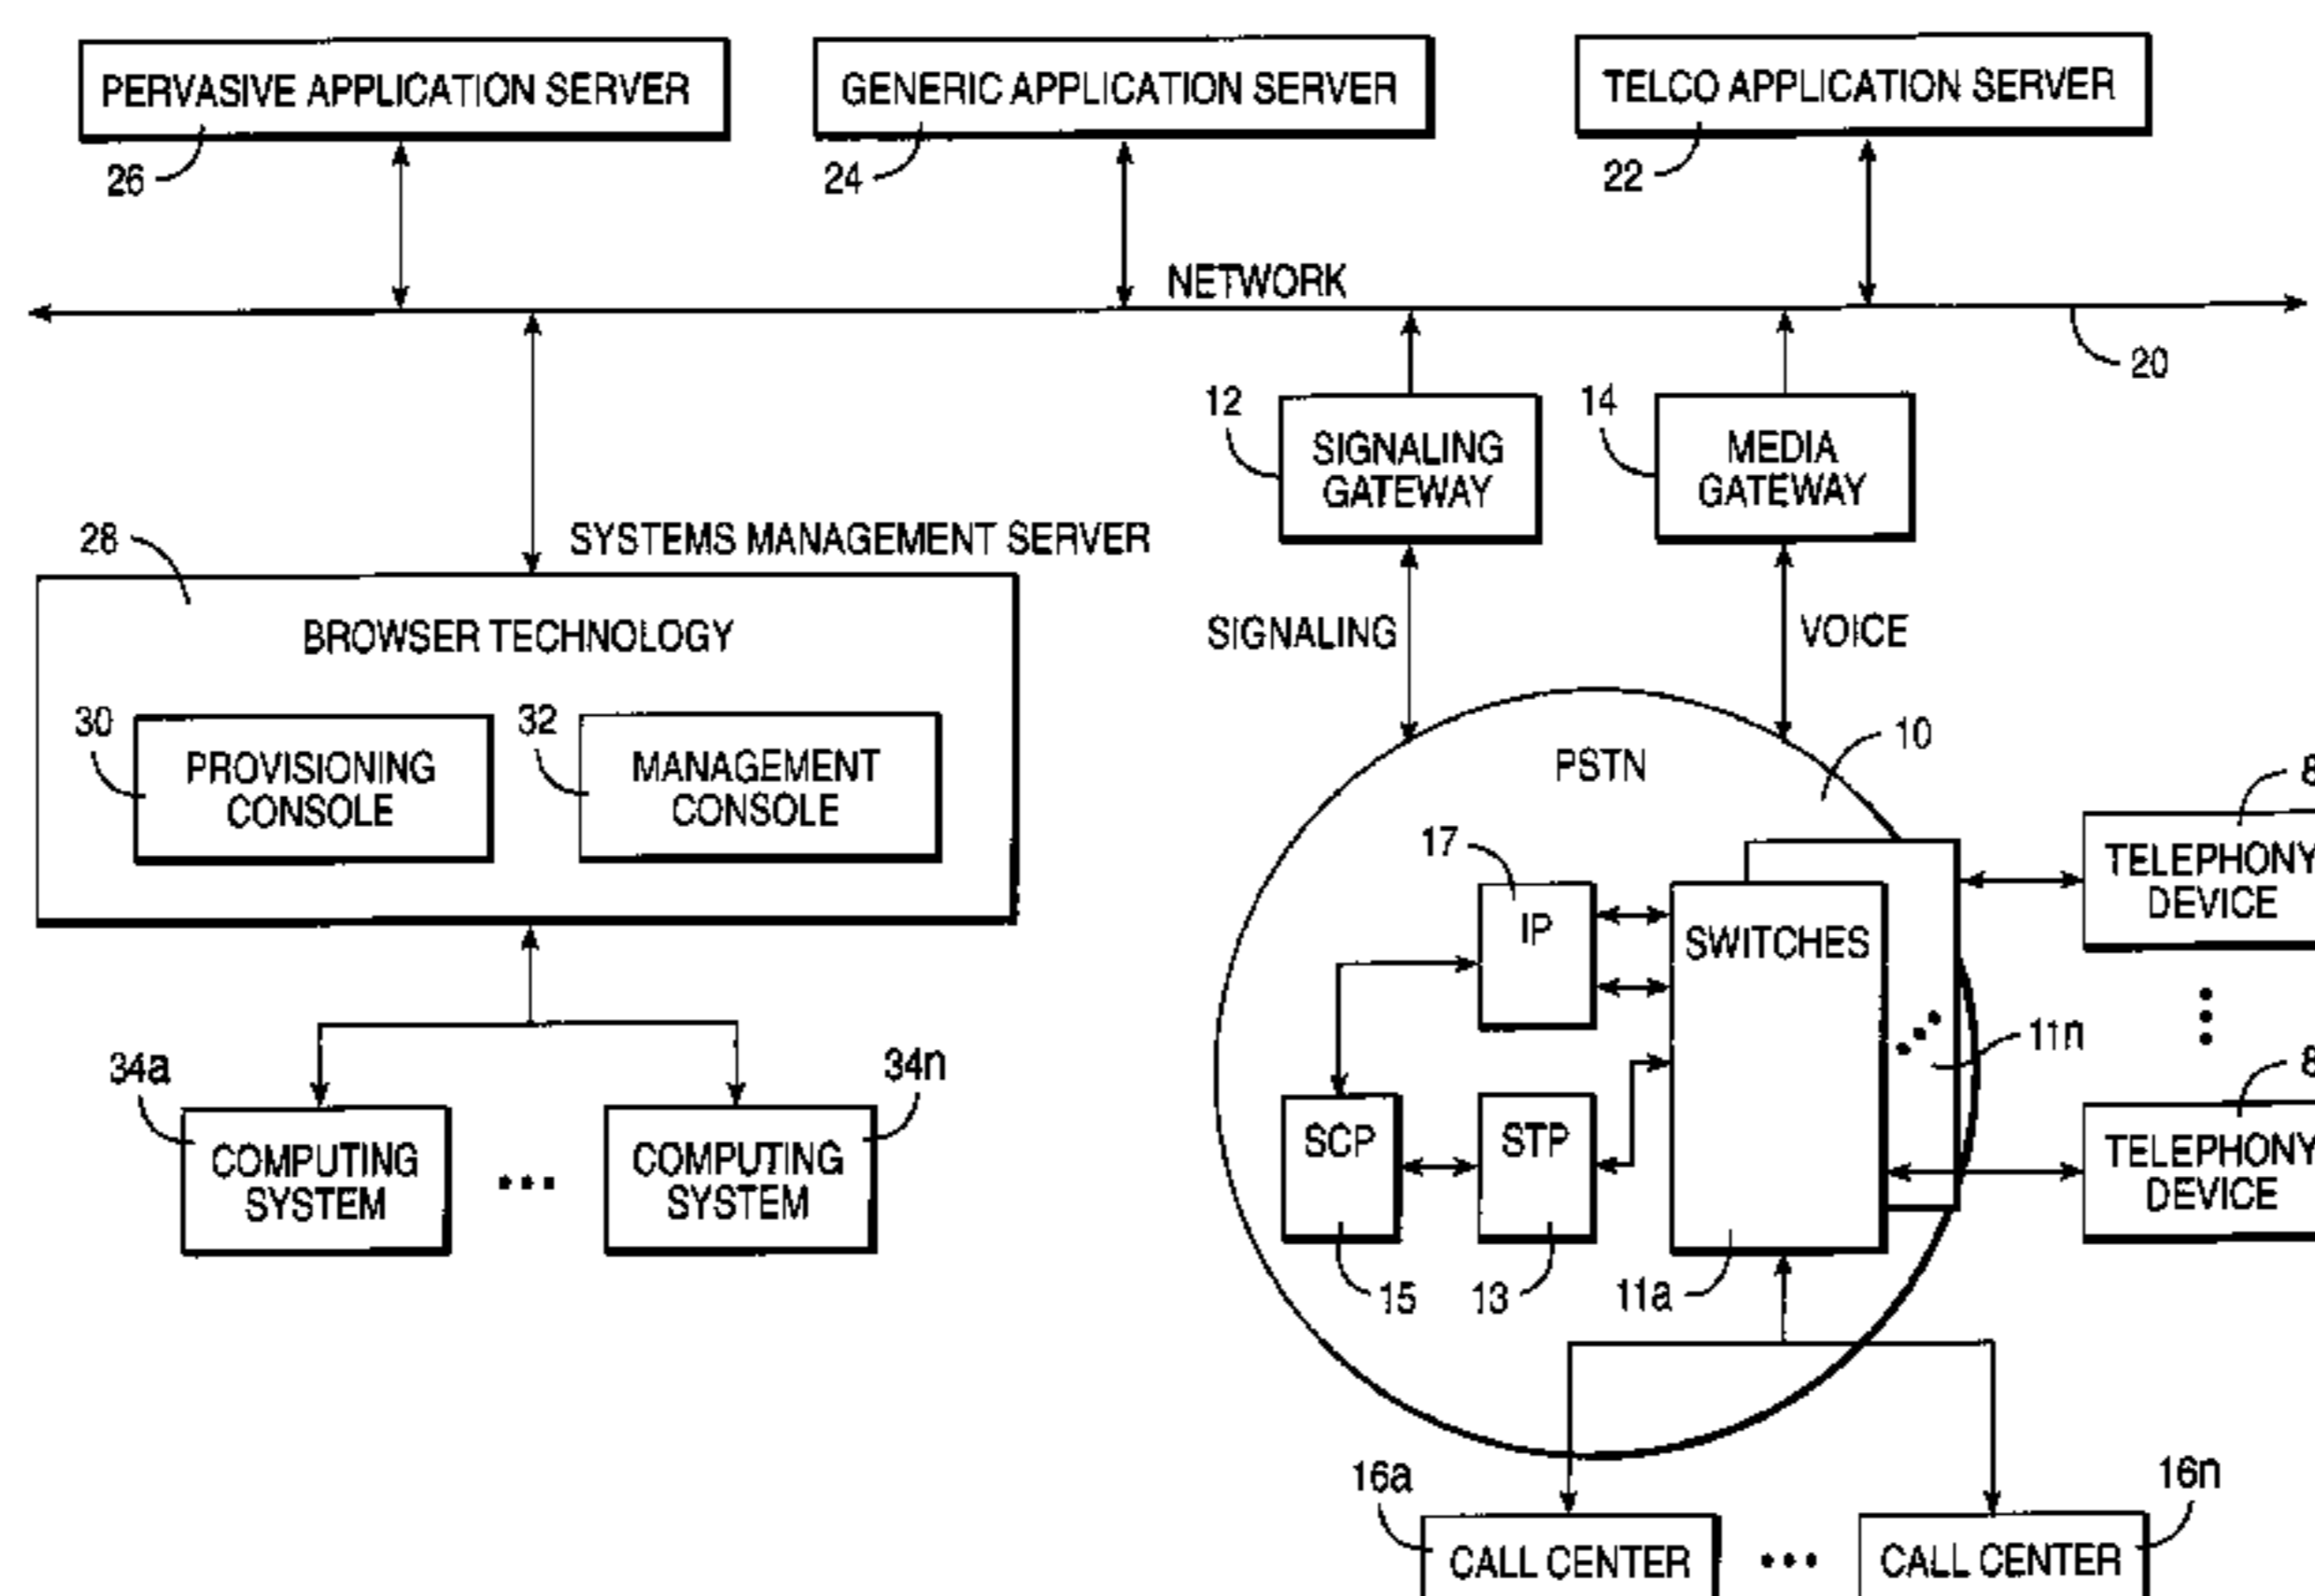 PERVASIVE APPLICATION SERVER
GENERIC APPLICATION SERVER
TELCO APPLICATION SERVER
26
24
22
NETWORK
20
12
14
SIGNALING
GATEWAY
MEDIA
GATEWAY
28
SYSTEMS MANAGEMENT SERVER
BROWSER TECHNOLOGY
SIGNALING
VOICE
30
32
PROVISIONING
CONSOLE
MANAGEMENT
CONSOLE
PSTN
10
8
17
IP
SWITCHES
TELEPHONY
DEVICE
11n
34a
34n
8
COMPUTING
SYSTEM
COMPUTING
SYSTEM
SCP
STP
TELEPHONY
DEVICE
15
13
11a
16a
16n
CALL CENTER
CALL CENTER